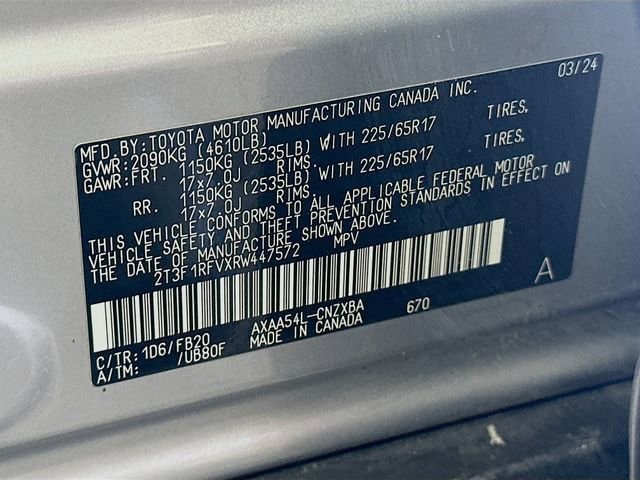 03/24
MFD.BY:TOYOTA MOTOR MANUFACTURING CANADA INC.
GVWR:2090KG (4610LB)
GAWR:FRT. 1150KG (2535LB) WITH 225/65R17 TIRES,
17x7.0J RIMS.
RR. 1150KG (2535LB) WITH 225/65R17 TIRES,
17x7.0J RIMS
THIS VEHICLE CONFORMS TO ALL APPLICABLE FEDERAL MOTOR
VEHICLE SAFETY AND THEFT PREVENTION STANDARDS IN EFFECT ON
THE DATE OF MANUFACTURE SHOWN ABOVE.
2T3F1RFVXRW447572 MPV
A
C/TR: 1D6/FB20 AXAA54L-CNZXBA 670
A/TM: /UB80F MADE IN CANADA